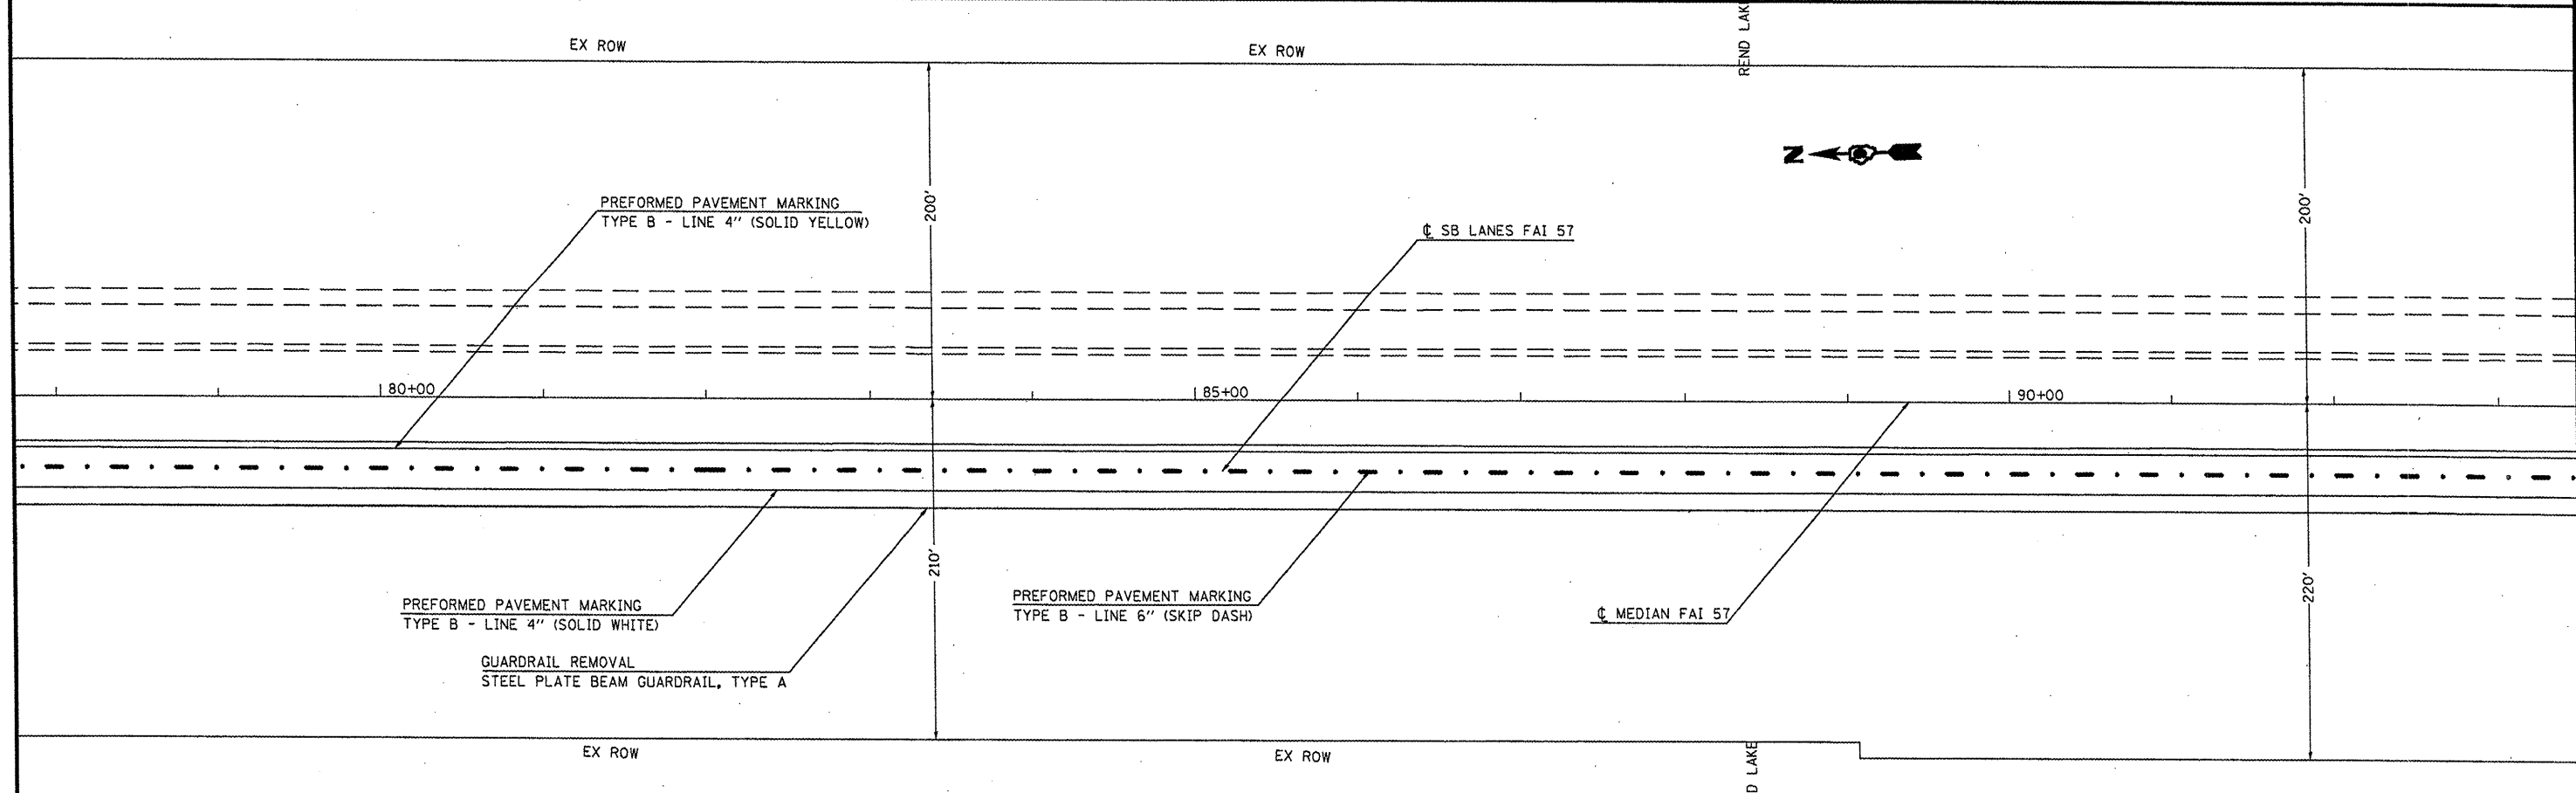 REND LAK
EX ROW
EX ROW
N
200'
200'
PREFORMED PAVEMENT MARKING
TYPE B - LINE 4" (SOLID YELLOW)
℄ SB LANES FAI 57
80+00
85+00
90+00
210'
220'
PREFORMED PAVEMENT MARKING
TYPE B - LINE 4" (SOLID WHITE)
PREFORMED PAVEMENT MARKING
TYPE B - LINE 6" (SKIP DASH)
℄ MEDIAN FAI 57
GUARDRAIL REMOVAL
STEEL PLATE BEAM GUARDRAIL, TYPE A
EX ROW
EX ROW
D LAKE